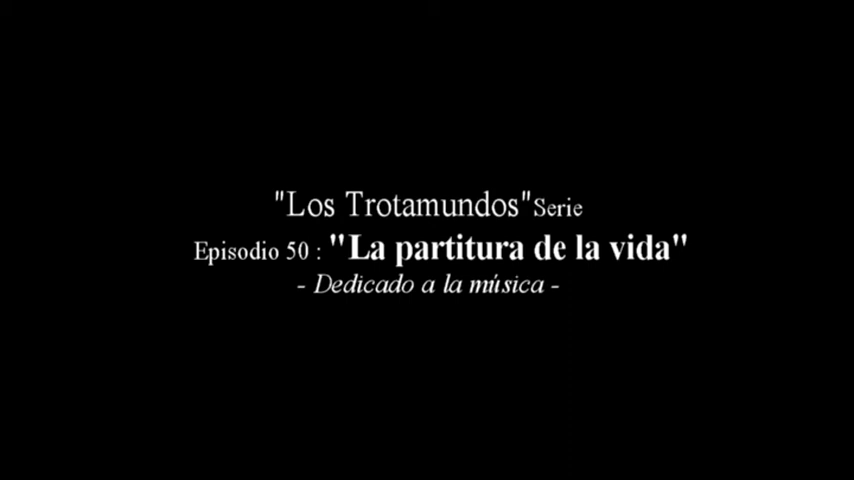 "Los Trotamundos"Serie
Episodio 50 : "La partitura de la vida"
- Dedicado a la música -